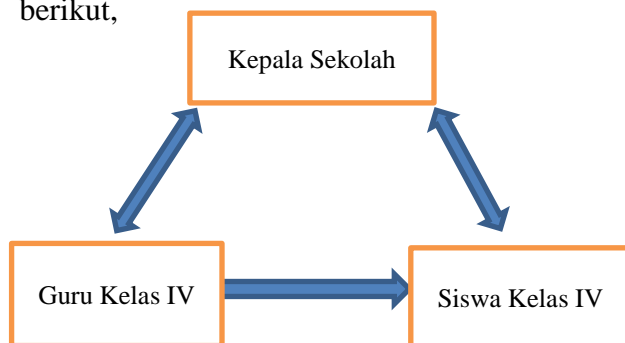 berikut,
Kepala Sekolah
Guru Kelas IV
Siswa Kelas IV